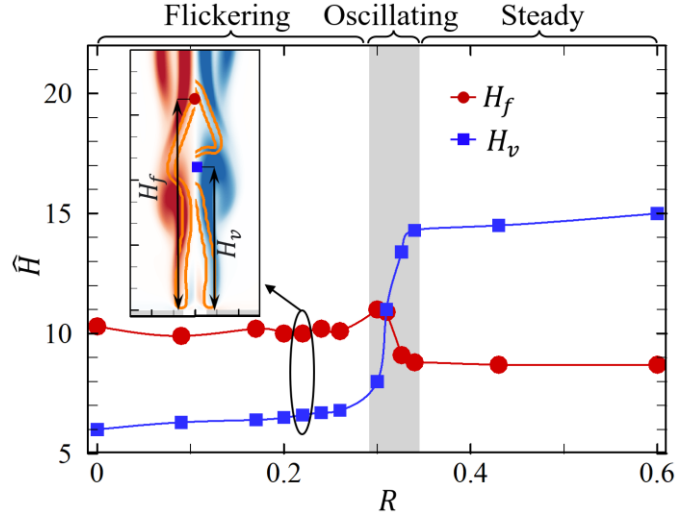 Flickering Oscillating Steady
20
15
10
5
Ĥ
H_f
H_v
H_f
H_v
0 0.2 0.4 0.6
R